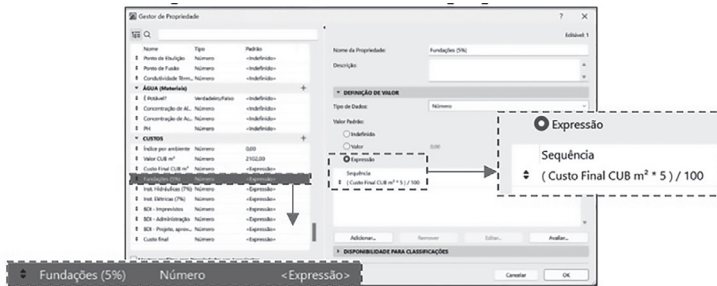 Gestor de Propriedade
? ×
Editável: 1
Nome Tipo Padrão
Ponto de Ebulição Número <Indefinido>
Ponto de Fusão Número <Indefinido>
Condutividade Térm... Número <Indefinido>
ÁGUA (Materiais) +
É Potável? Verdadeiro/Falso <Indefinido>
Concentração de Al... Número <Indefinido>
Concentração de Ac... Número <Indefinido>
PH Número <Indefinido>
CUSTOS +
Índice por ambiente Número 0,00
Valor CUB m² Número 2102,00
Custo Final CUB m² Número <Expressão>
Fundações (5%) Número <Expressão>
Inst. Hidráulicas (7%) Número <Expressão>
Inst. Elétricas (7%) Número <Expressão>
BDI - Imprevistos Número <Expressão>
BDI - Administração Número <Expressão>
BDI - Projeto, aprov... Número <Expressão>
Custo final Número <Expressão>
Nome da Propriedade: Fundações (5%)
Descrição:
DEFINIÇÃO DE VALOR
Tipo de Dados: Número
Valor Padrão:
Indefinido
Valor 0,00
Expressão
Sequência
( Custo Final CUB m² * 5 ) / 100
Adicionar... Remover Editar... Avaliar...
DISPONIBILIDADE PARA CLASSIFICAÇÕES
Cancelar OK
Expressão
Sequência
( Custo Final CUB m² * 5 ) / 100
Fundações (5%) Número <Expressão>